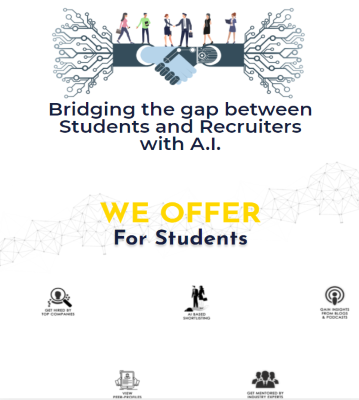 Bridging the gap between
Students and Recruiters
with A.I.
WE OFFER
For Students
GET HIRED BY
TOP COMPANIES
AI BASED
SHORTLISTING
GAIN INSIGHTS
FROM BLOGS
& PODCASTS
VIEW
PEER-PROFILES
GET MENTORED BY
INDUSTRY EXPERTS